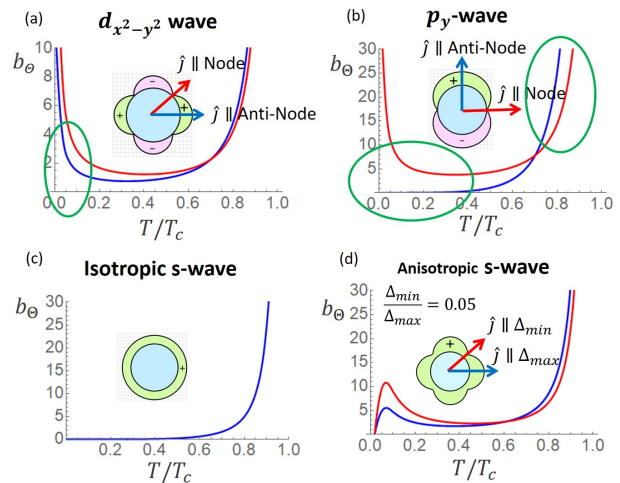 (a) d_{x²−y²} wave
b_Θ
10
8
6
4
2
0.0 0.2 0.4 0.6 0.8 1.0
T/T_c
ĵ ∥ Node
ĵ ∥ Anti-Node
−
+
+
−
(b) p_y-wave
b_Θ
30
25
20
15
10
5
0.0 0.2 0.4 0.6 0.8 1.0
T/T_c
ĵ ∥ Anti-Node
ĵ ∥ Node
+
−
(c) Isotropic s-wave
b_Θ
30
25
20
15
10
5
0
0.2 0.4 0.6 0.8 1.0
T/T_c
+
(d) Anisotropic s-wave
b_Θ
30
25
20
15
10
5
0
0.0 0.2 0.4 0.6 0.8 1.0
T/T_c
Δ_min/Δ_max = 0.05
ĵ ∥ Δ_min
ĵ ∥ Δ_max
+